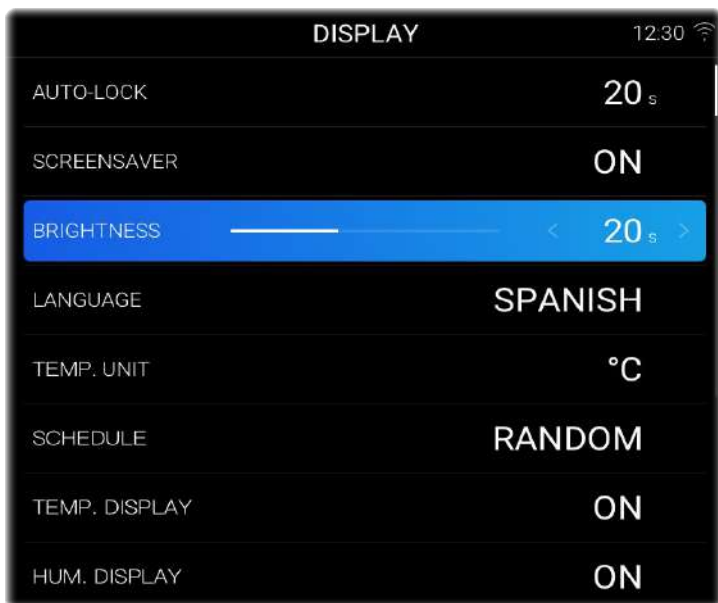 DISPLAY 12:30
AUTO-LOCK 20 s
SCREENSAVER ON
BRIGHTNESS < 20 s >
LANGUAGE SPANISH
TEMP. UNIT °C
SCHEDULE RANDOM
TEMP. DISPLAY ON
HUM. DISPLAY ON